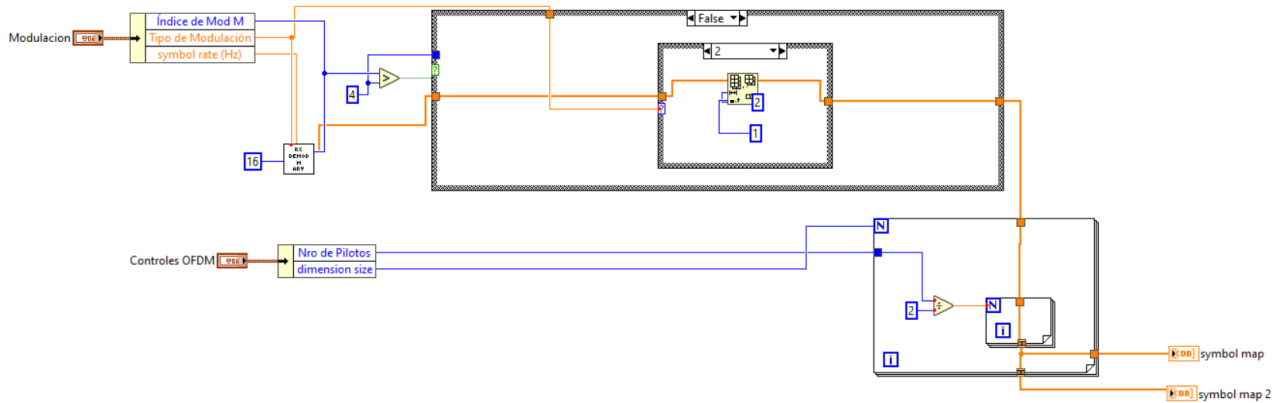 Modulacion
Índice de Mod M
Tipo de Modulación
symbol rate (Hz)
False
2
>
?
4
2
1
16
RX
DEMOD
M
ARY
Controles OFDM
Nro de Pilotos
dimension size
N
÷
2
N
i
i
symbol map
symbol map 2